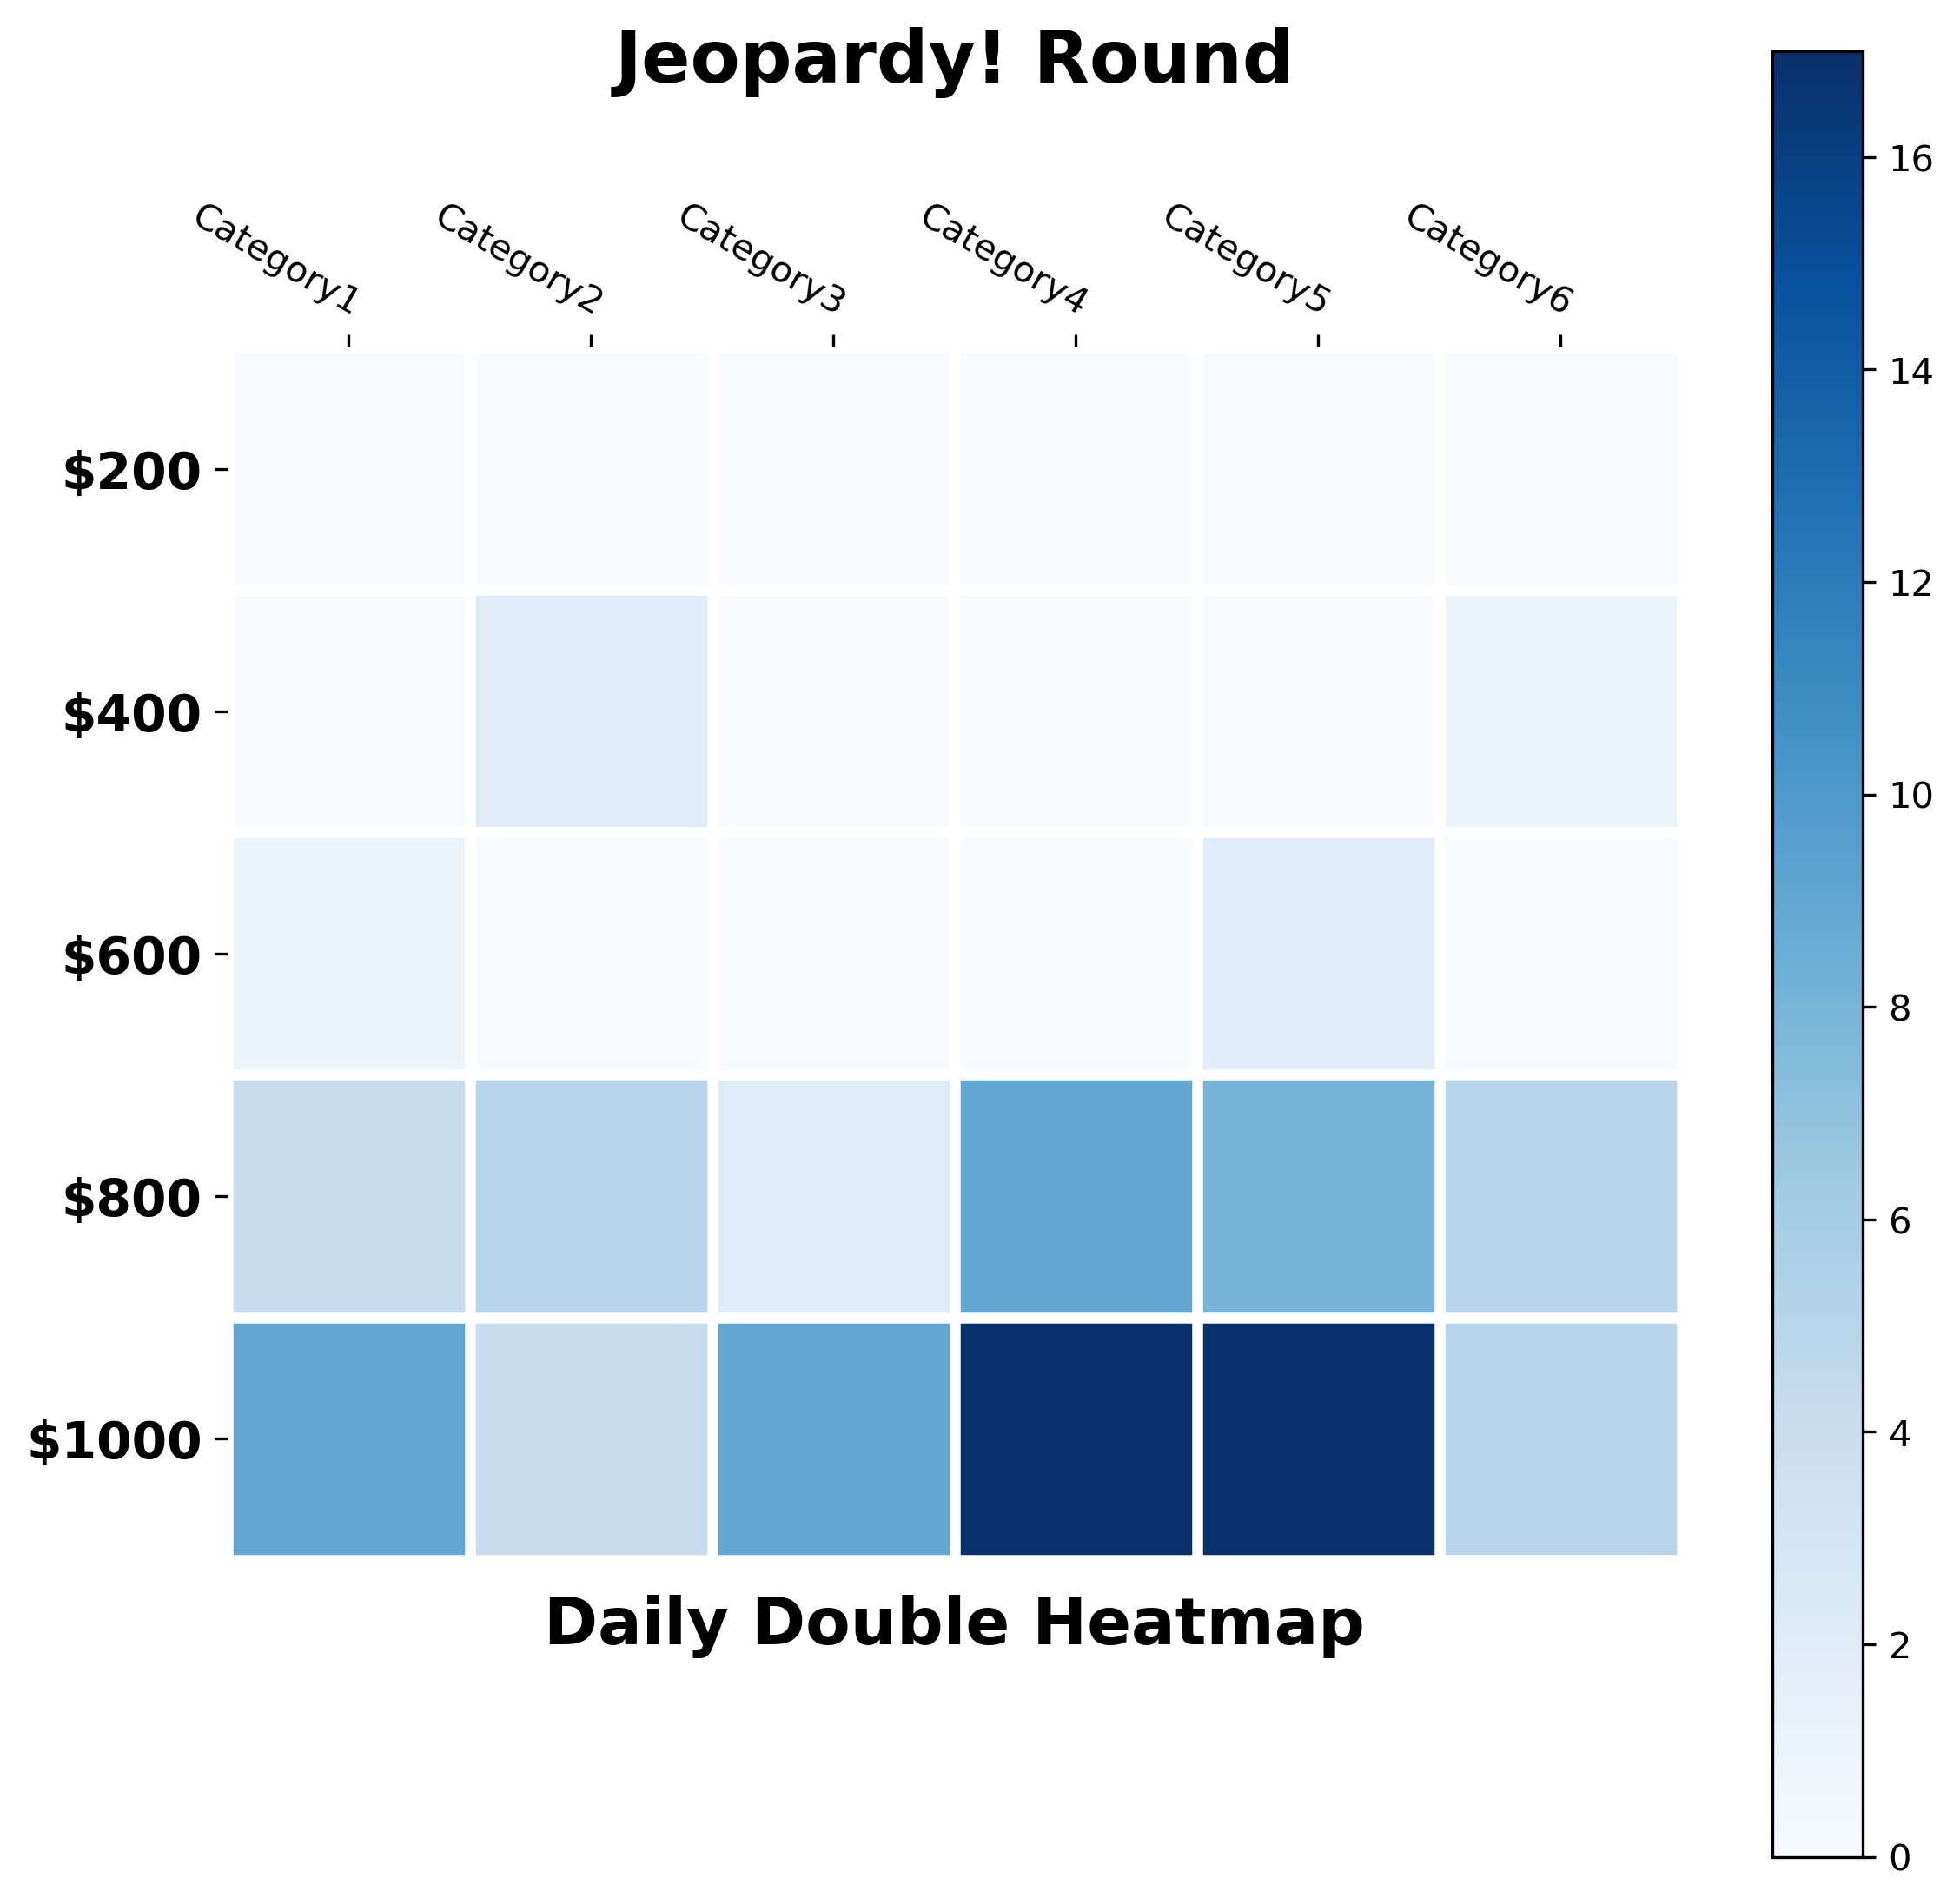 Jeopardy! Round
Category1
Category2
Category3
Category4
Category5
Category6
$200
$400
$600
$800
$1000
Daily Double Heatmap
16
14
12
10
8
6
4
2
0